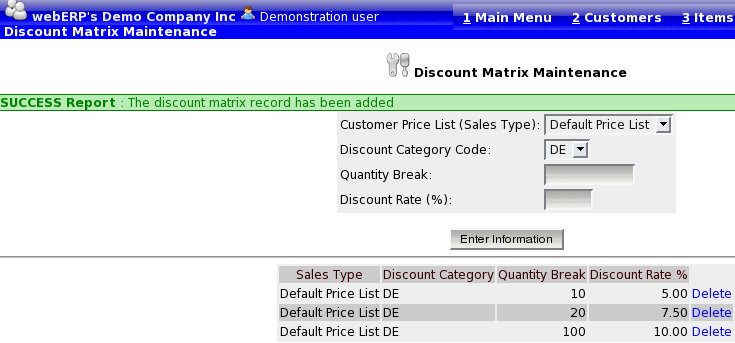 webERP's Demo Company Inc Demonstration user 1 Main Menu 2 Customers 3 Items
Discount Matrix Maintenance
Discount Matrix Maintenance
SUCCESS Report : The discount matrix record has been added
Customer Price List (Sales Type): Default Price List
Discount Category Code: DE
Quantity Break:
Discount Rate (%):
Enter Information
Sales Type Discount Category Quantity Break Discount Rate %
Default Price List DE 10 5.00 Delete
Default Price List DE 20 7.50 Delete
Default Price List DE 100 10.00 Delete